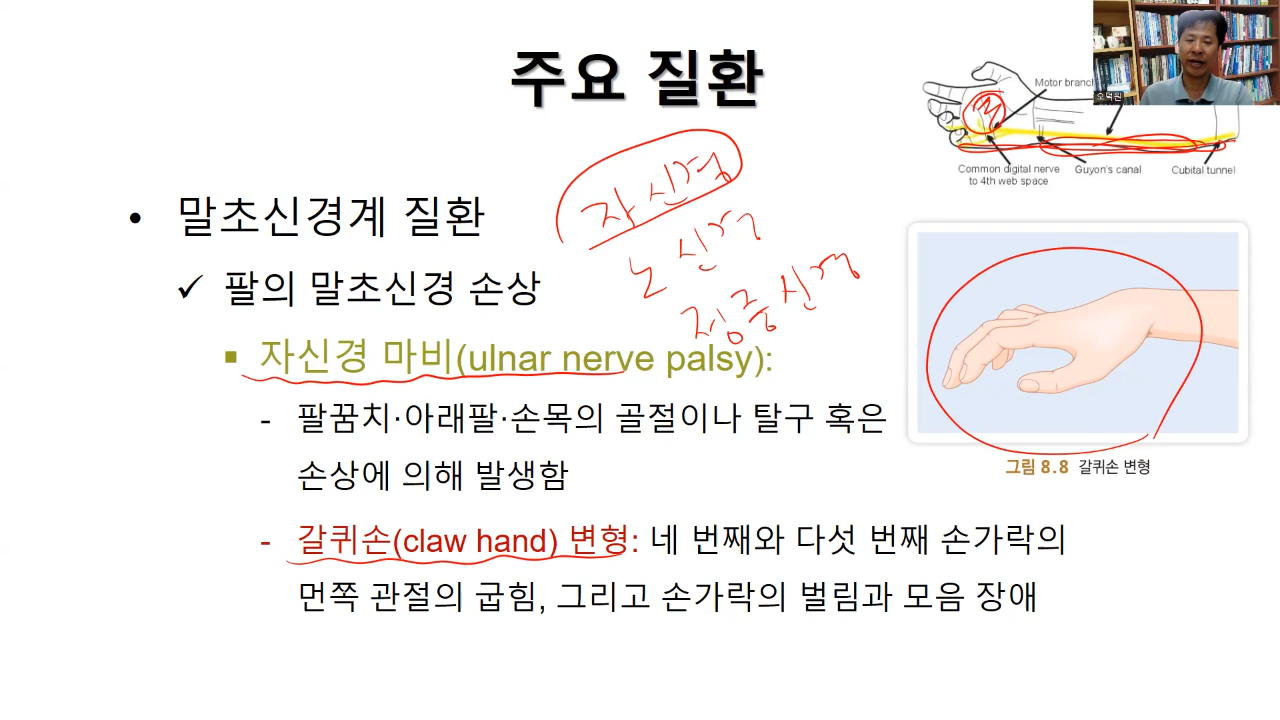 주요 질환
Motor branch
오덕원
Common digital nerve
to 4th web space
Guyon's canal
Cubital tunnel
자신경
노신경
정중신경
• 말초신경계 질환
✓ 팔의 말초신경 손상
▪ 자신경 마비(ulnar nerve palsy):
- 팔꿈치·아래팔·손목의 골절이나 탈구 혹은
손상에 의해 발생함
- 갈퀴손(claw hand) 변형: 네 번째와 다섯 번째 손가락의
먼쪽 관절의 굽힘, 그리고 손가락의 벌림과 모음 장애
그림 8.8 갈퀴손 변형